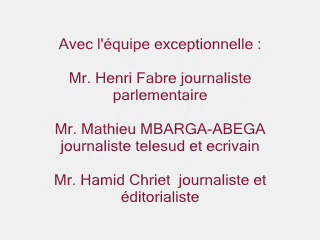 Avec l'équipe exceptionnelle :
Mr. Henri Fabre journaliste
parlementaire
Mr. Mathieu MBARGA-ABEGA
journaliste telesud et ecrivain
Mr. Hamid Chriet  journaliste et
éditorialiste